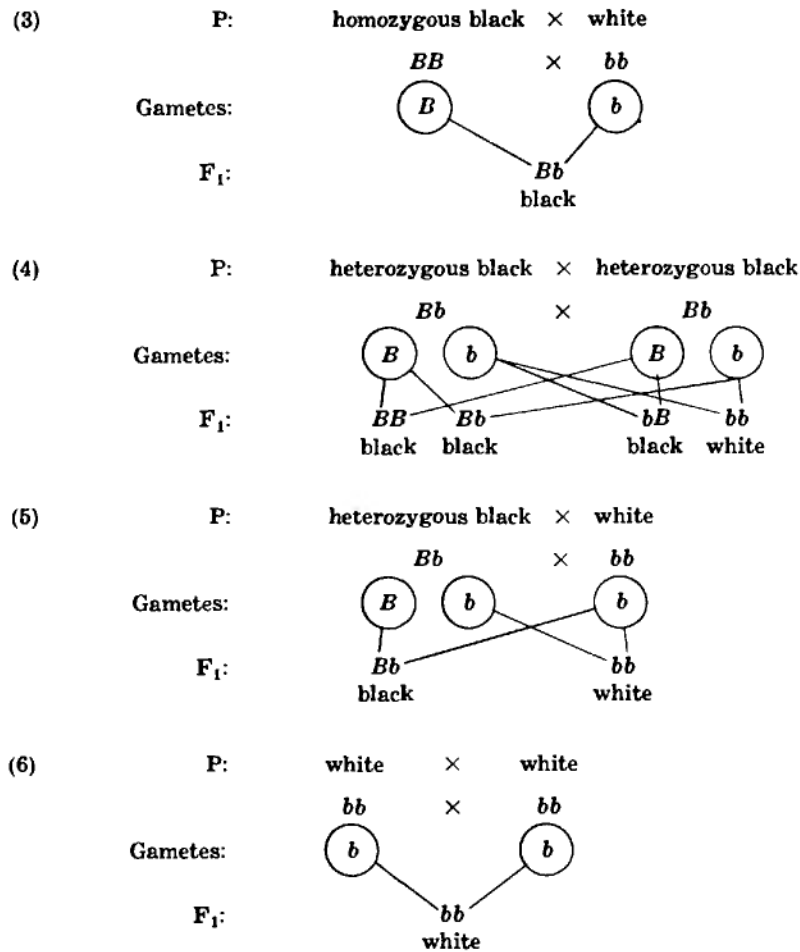 (3) P: homozygous black × white
BB × bb
Gametes: B b
F₁: Bb
black
(4) P: heterozygous black × heterozygous black
Bb × Bb
Gametes: B b B b
F₁: BB Bb bB bb
black black black white
(5) P: heterozygous black × white
Bb × bb
Gametes: B b b
F₁: Bb bb
black white
(6) P: white × white
bb × bb
Gametes: b b
F₁: bb
white